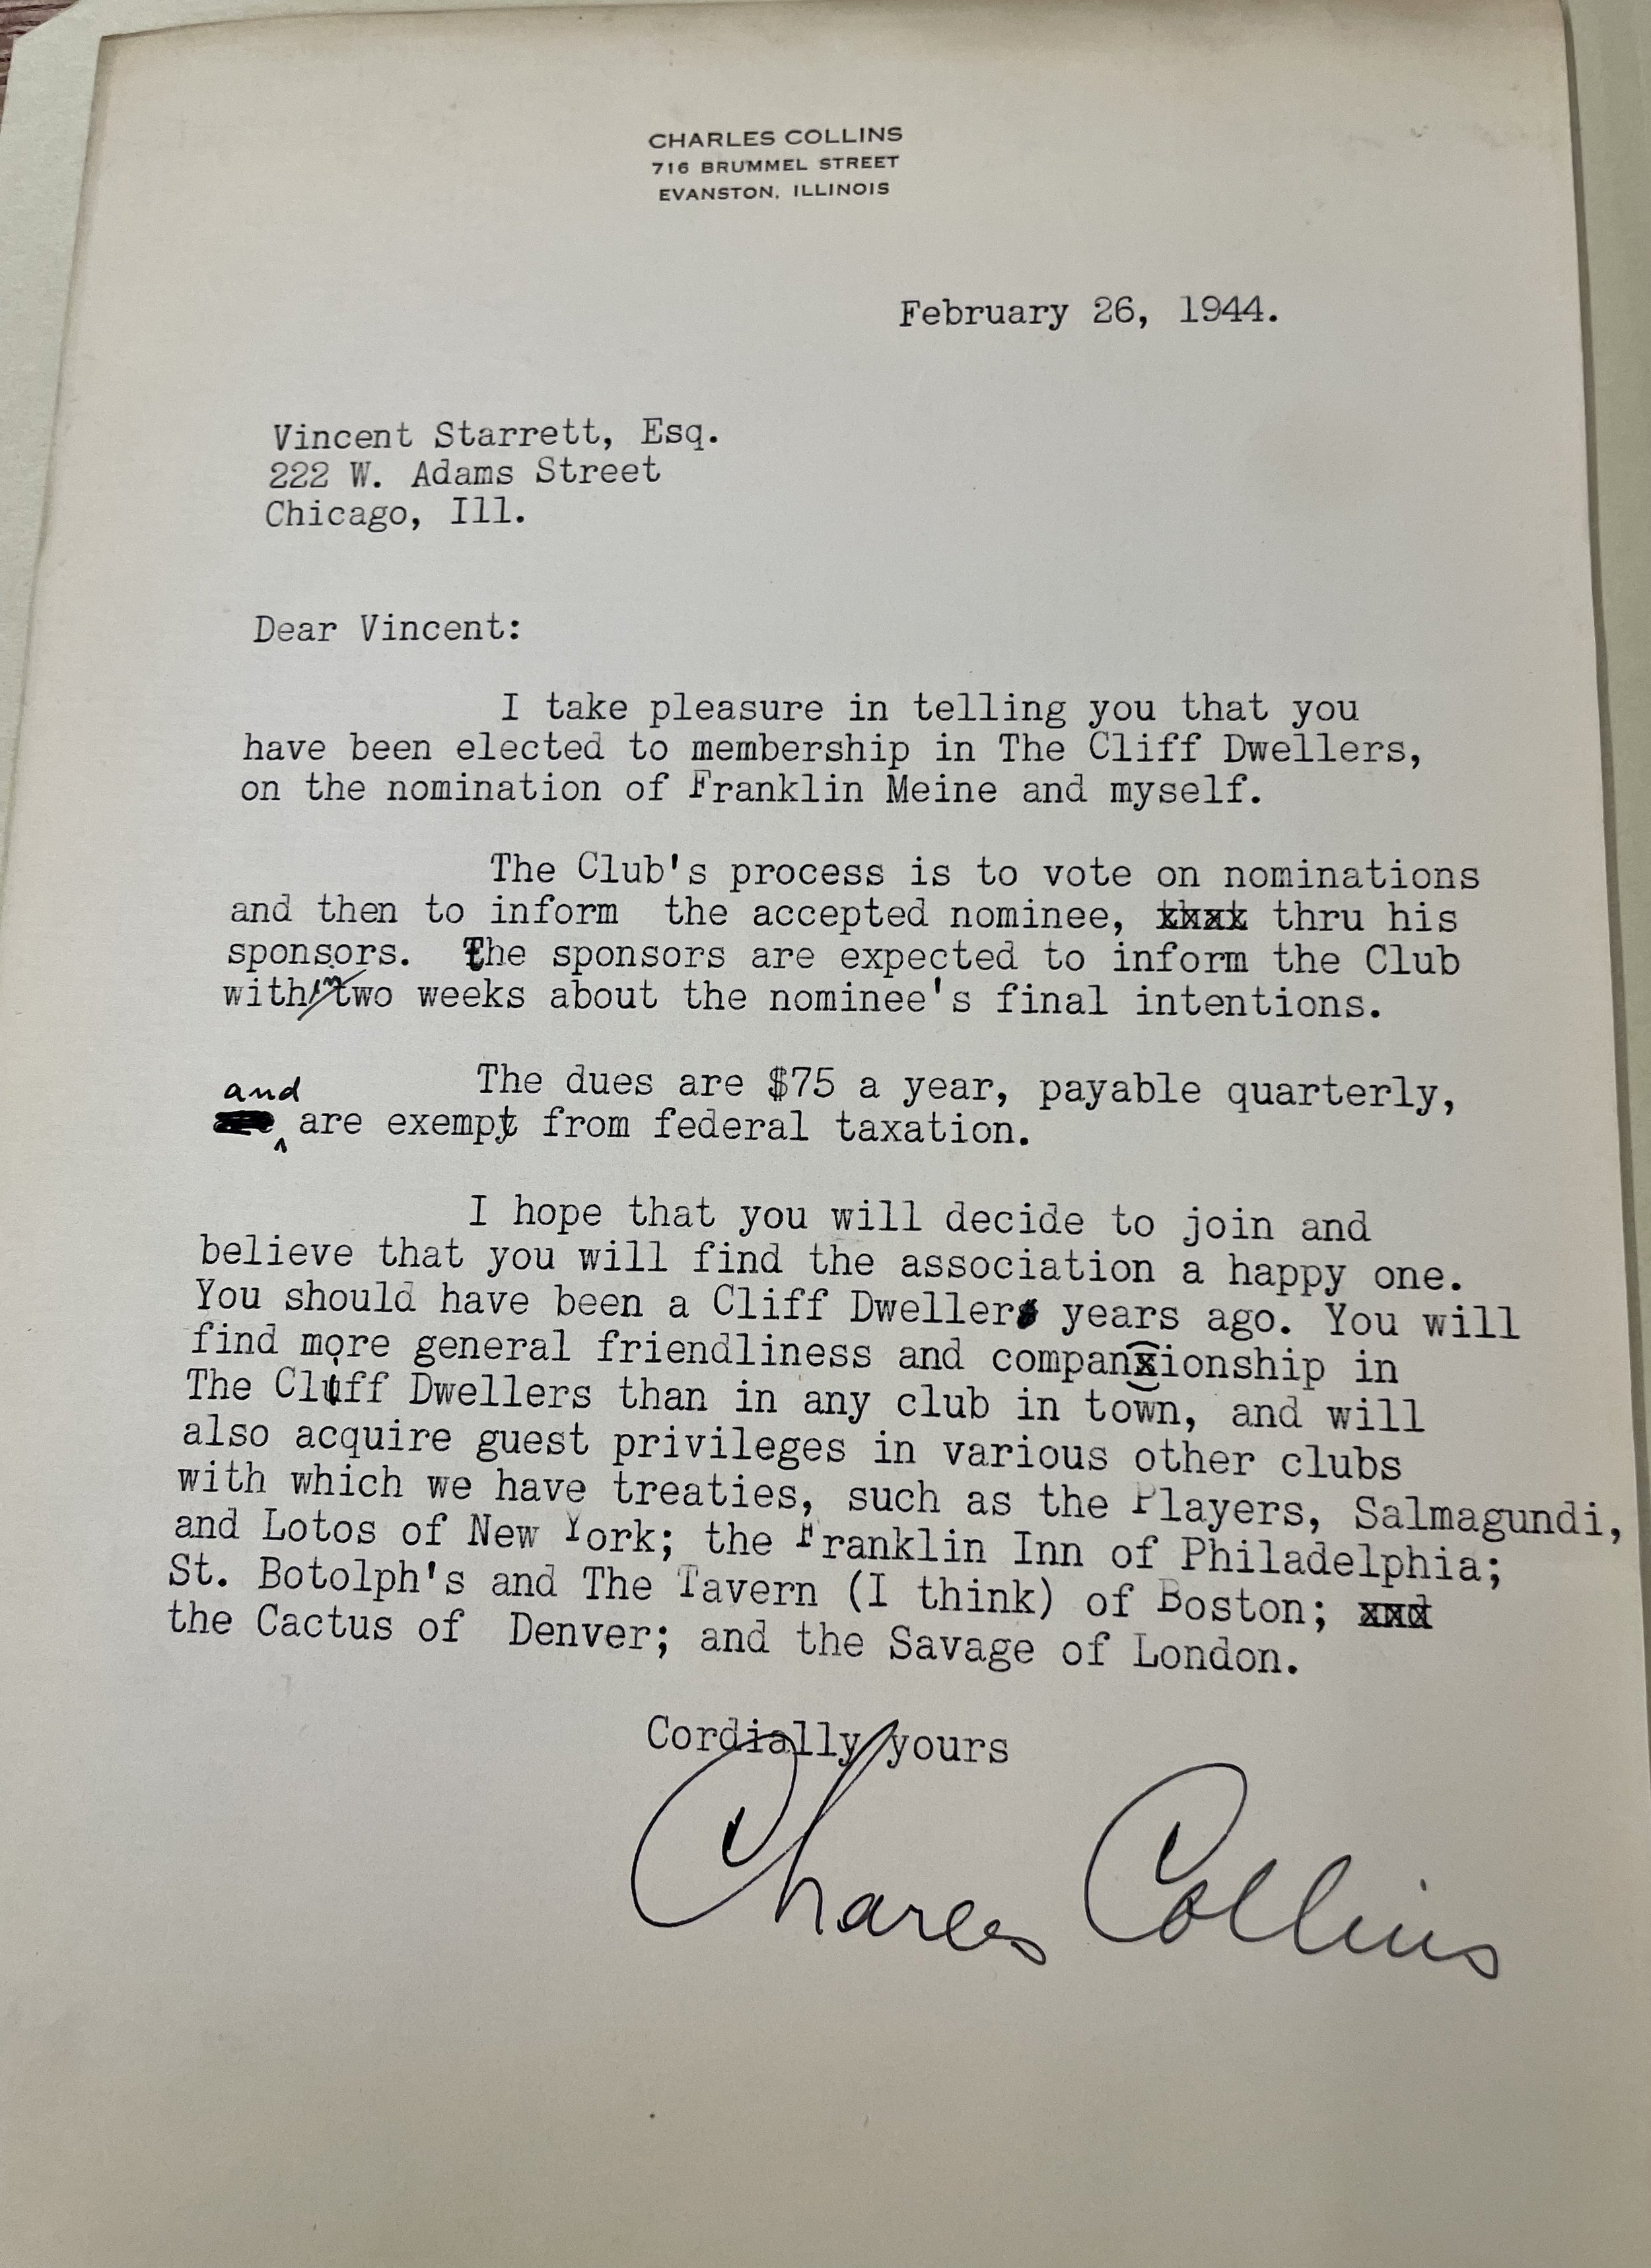 CHARLES COLLINS
716 BRUMMEL STREET
EVANSTON, ILLINOIS
February 26, 1944.
Vincent Starrett, Esq.
222 W. Adams Street
Chicago, Ill.
Dear Vincent:
I take pleasure in telling you that you
have been elected to membership in The Cliff Dwellers,
on the nomination of Franklin Meine and myself.
The Club's process is to vote on nominations
and then to inform the accepted nominee, thru his
sponsors. The sponsors are expected to inform the Club
within two weeks about the nominee's final intentions.
The dues are $75 a year, payable quarterly,
and are exempt from federal taxation.
I hope that you will decide to join and
believe that you will find the association a happy one.
You should have been a Cliff Dweller years ago. You will
find more general friendliness and companionship in
The Cliff Dwellers than in any club in town, and will
also acquire guest privileges in various other clubs
with which we have treaties, such as the Players, Salmagundi,
and Lotos of New York; the Franklin Inn of Philadelphia;
St. Botolph's and The Tavern (I think) of Boston;
the Cactus of Denver; and the Savage of London.
Cordially yours
Charles Collins